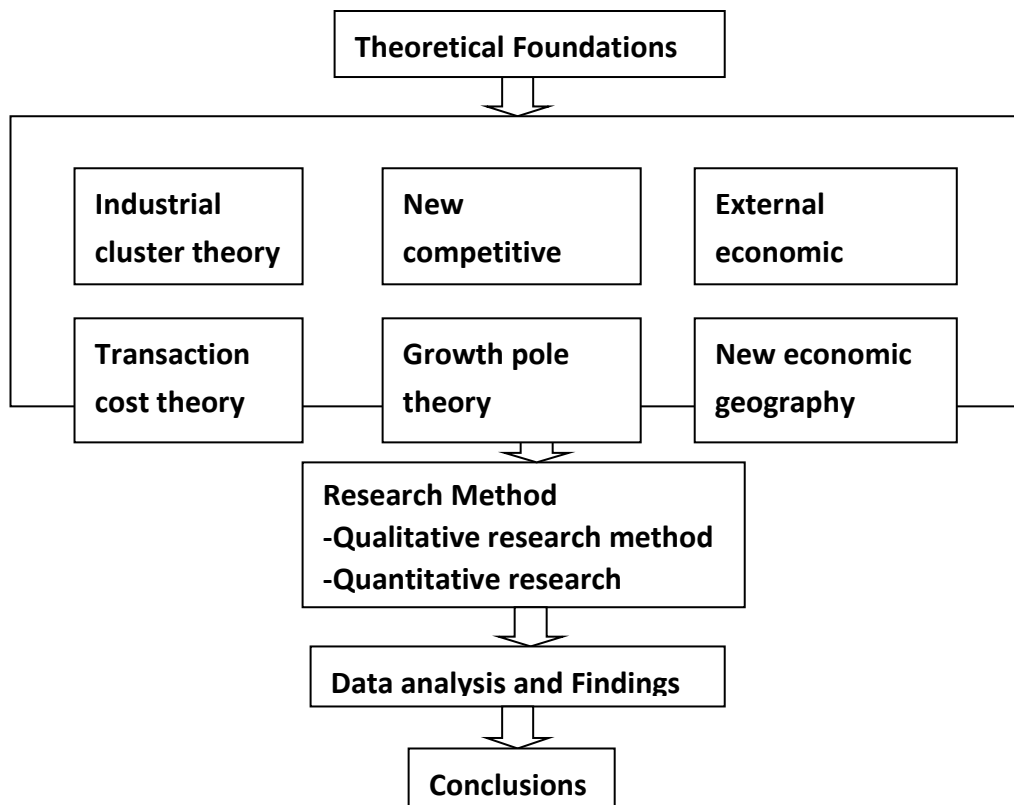 Theoretical Foundations
Industrial
cluster theory
New
competitive
External
economic
Transaction
cost theory
Growth pole
theory
New economic
geography
Research Method
-Qualitative research method
-Quantitative research
Data analysis and Findings
Conclusions